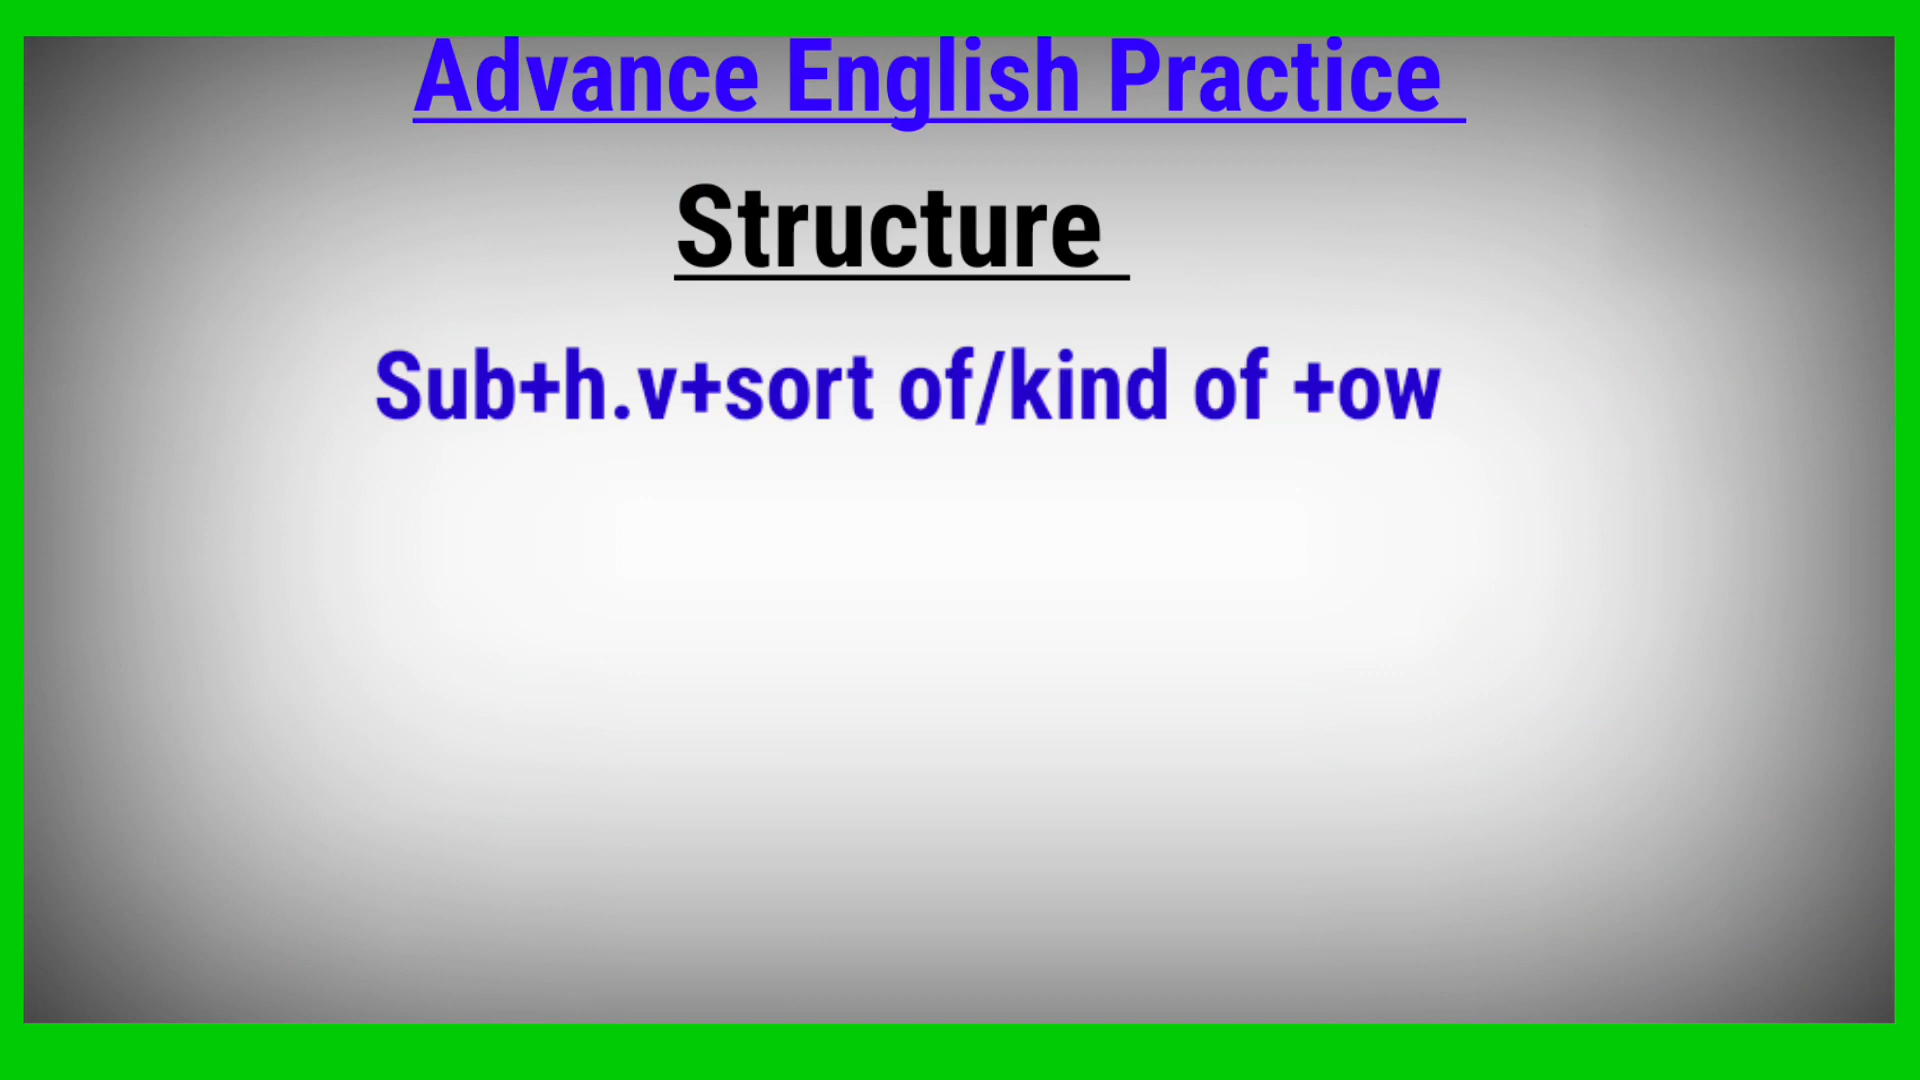 Advance English Practice
Structure
Sub+h.v+sort of/kind of +ow